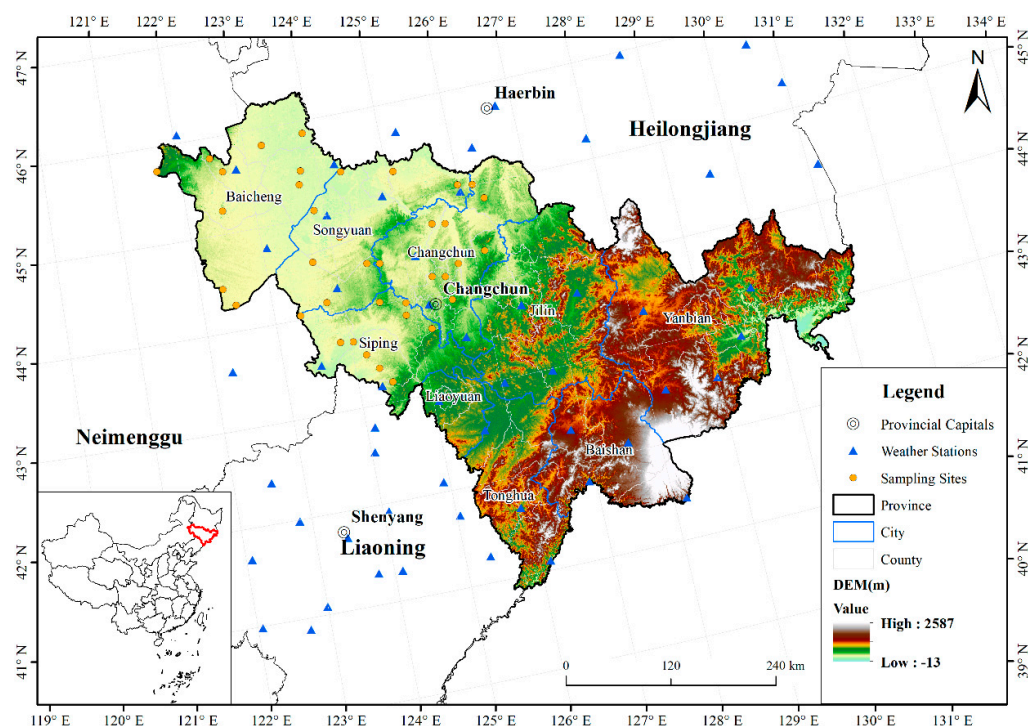 121° E 122° E 123° E 124° E 125° E 126° E 127° E 128° E 129° E 130° E 131° E 132° E 133° E 134° E
47° N
46° N
45° N
44° N
43° N
42° N
41° N
45° N
44° N
43° N
42° N
41° N
40° N
39° N
N
Haerbin
Heilongjiang
Baicheng
Songyuan
Changchun
Changchun
Jilin
Yanbian
Siping
Liaoyuan
Baishan
Tonghua
Neimenggu
Shenyang
Liaoning
Legend
Provincial Capitals
Weather Stations
Sampling Sites
Province
City
County
DEM(m)
Value
High : 2587
Low : -13
0 120 240 km
119° E 120° E 121° E 122° E 123° E 124° E 125° E 126° E 127° E 128° E 129° E 130° E